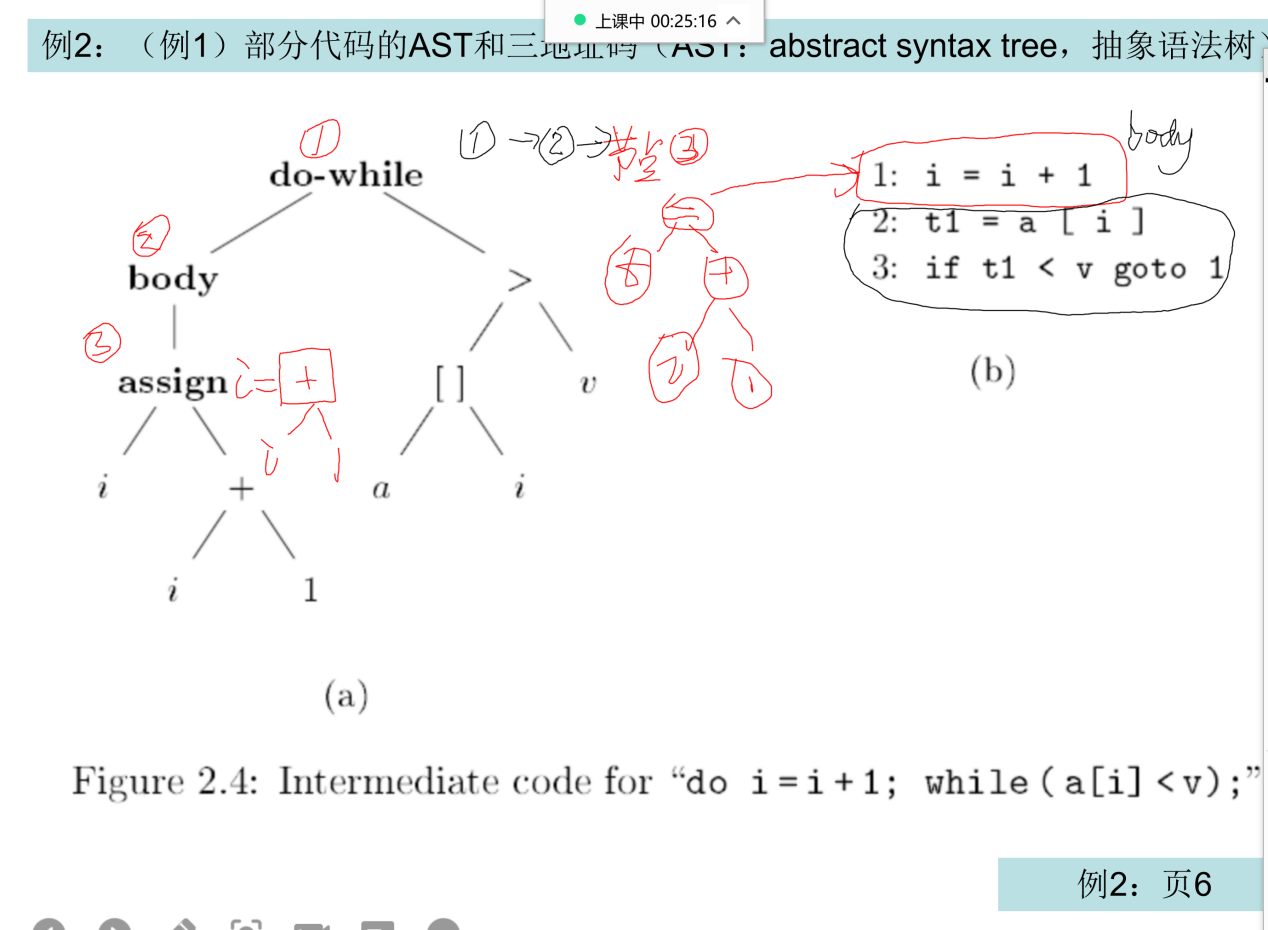 上课中 00:25:16
例2：（例1）部分代码的AST和三地址码（AST：abstract syntax tree，抽象语法树）
① ① → ② → 节点 ③
body
do-while
1: i = i + 1
= 
2: t1 = a [ i ]
②
body >
+
3: if t1 < v goto 1
③
assign i = + [ ] v
i 1
(b)
i + a i
i 1
(a)
Figure 2.4: Intermediate code for “do i=i+1; while(a[i]<v);”
例2：页6